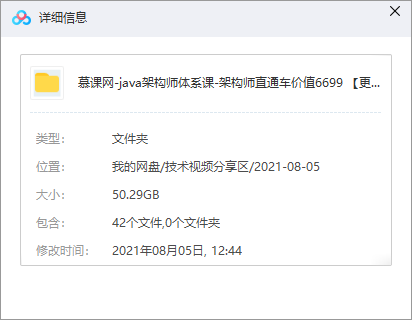 详细信息
慕课网-java架构师体系课-架构师直通车价值6699 【更...
类型: 文件夹
位置: 我的网盘/技术视频分享区/2021-08-05
大小: 50.29GB
包含: 42个文件,0个文件夹
修改时间: 2021年08月05日, 12:44